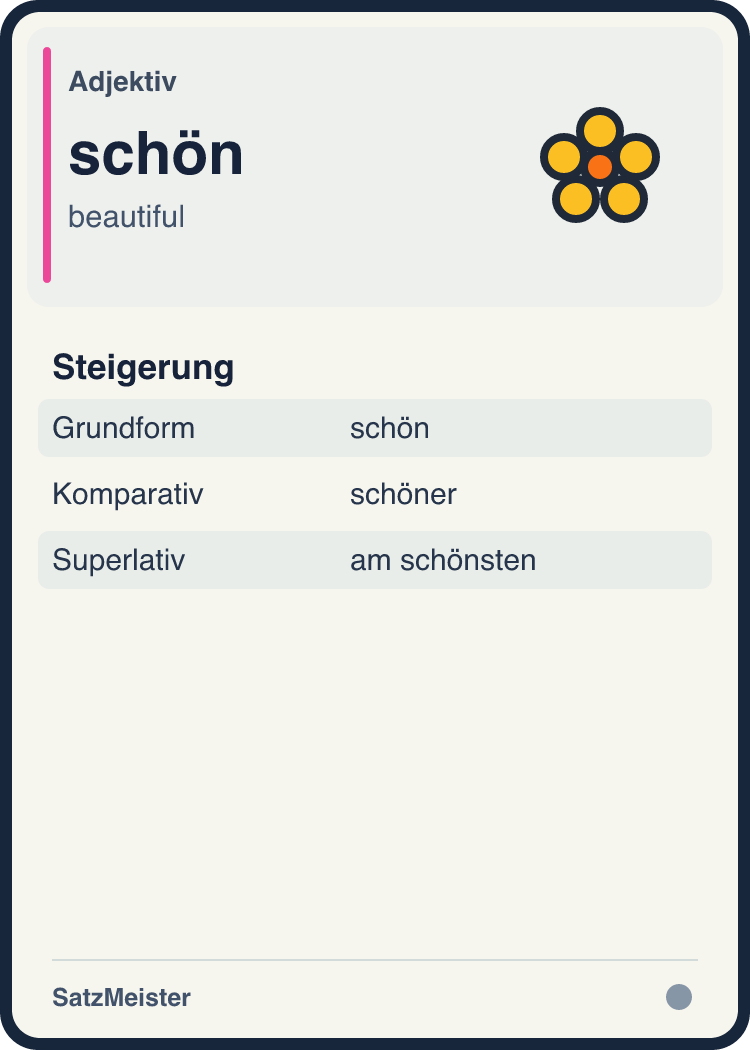 Adjektiv
schön
beautiful
Steigerung
Grundform schön
Komparativ schöner
Superlativ am schönsten
SatzMeister